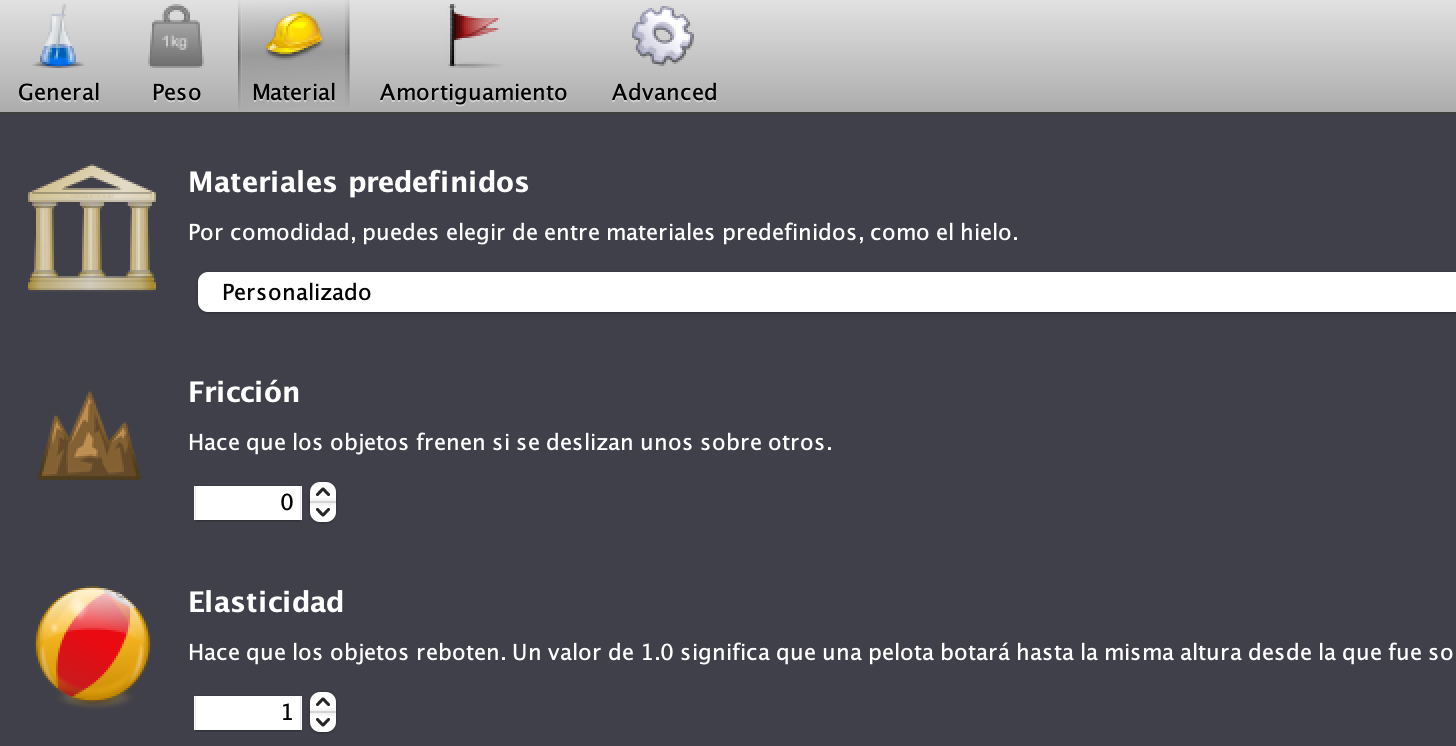 1kg
General Peso Material Amortiguamiento Advanced
Materiales predefinidos
Por comodidad, puedes elegir de entre materiales predefinidos, como el hielo.
Personalizado
Fricción
Hace que los objetos frenen si se deslizan unos sobre otros.
0
Elasticidad
Hace que los objetos reboten. Un valor de 1.0 significa que una pelota botará hasta la misma altura desde la que fue so
1